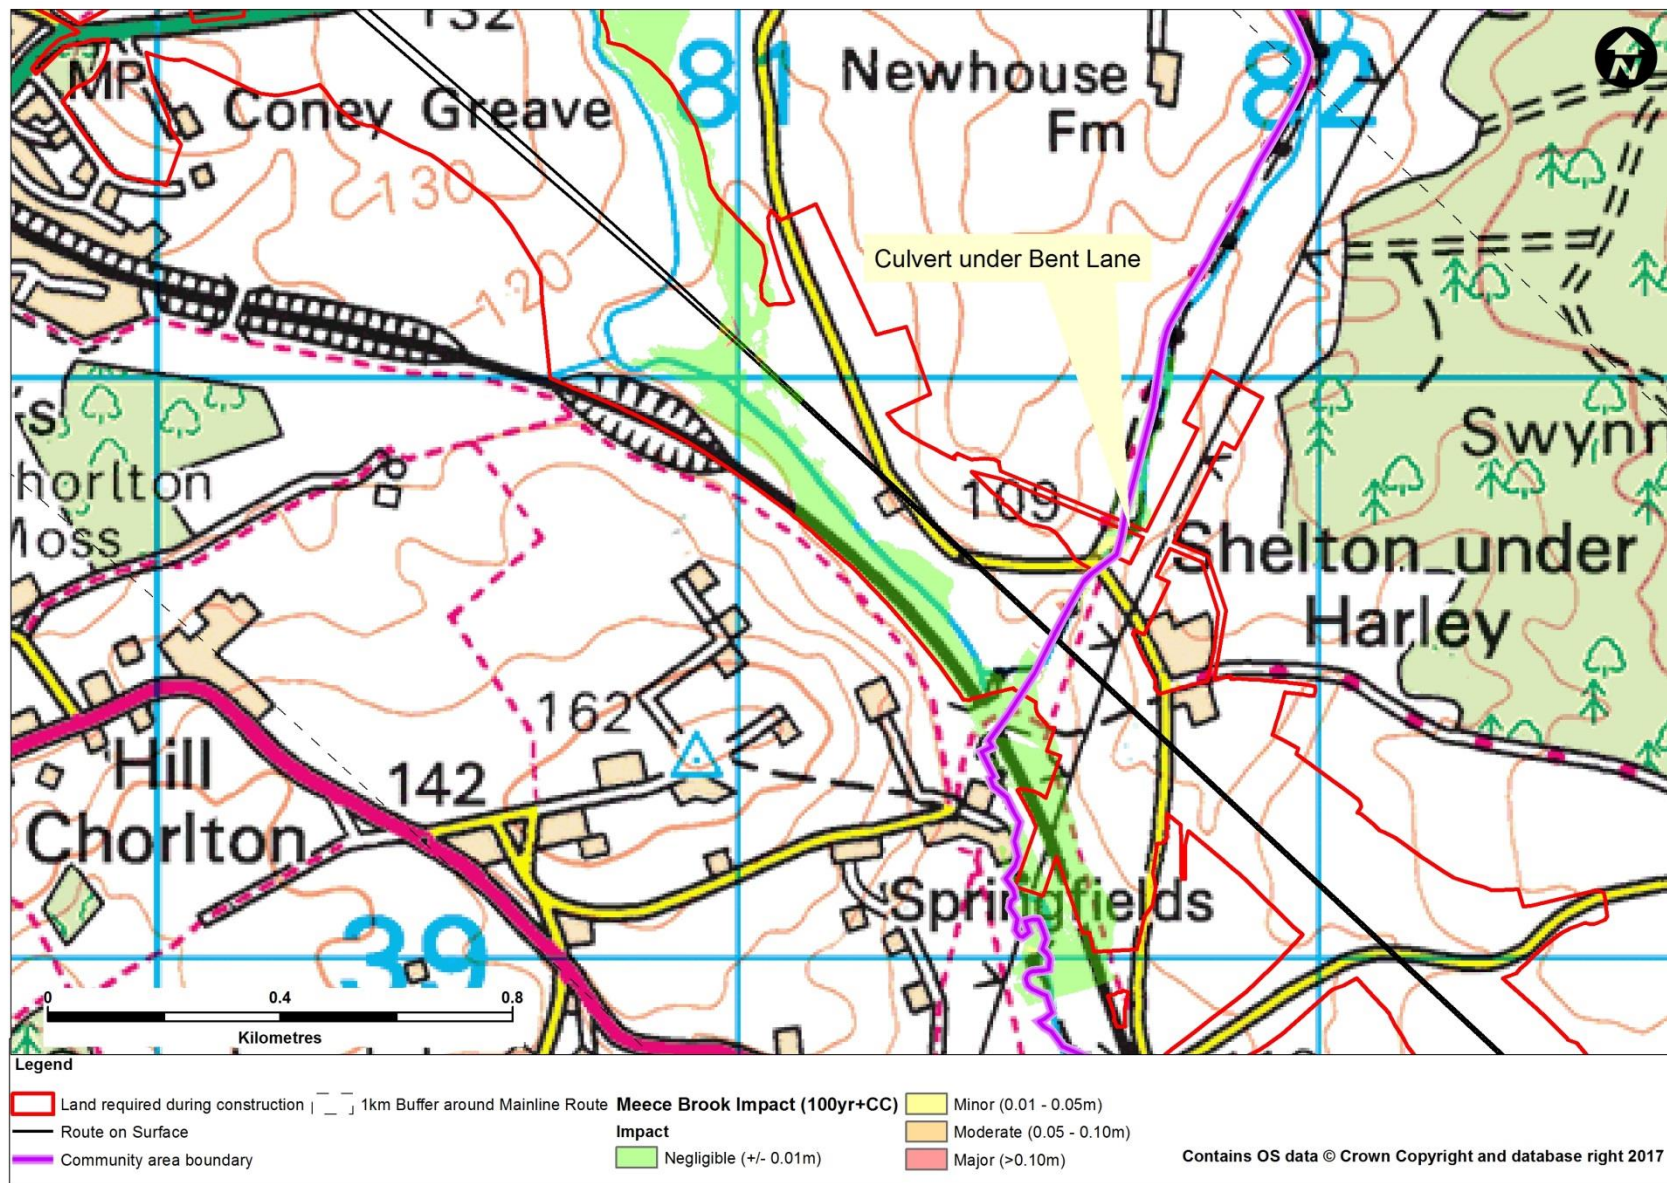 132
81
82
N
MP
Coney Greave
Newhouse
Fm
130
120
Culvert under Bent Lane
Swynn
109
Shelton under
Harley
horlton
Moss
162
142
Hill
Chorlton
39
Springfields
0 0.4 0.8
Kilometres
Legend
Land required during construction
1km Buffer around Mainline Route
Route on Surface
Community area boundary
Meece Brook Impact (100yr+CC)
Impact
Negligible (+/- 0.01m)
Minor (0.01 - 0.05m)
Moderate (0.05 - 0.10m)
Major (>0.10m)
Contains OS data © Crown Copyright and database right 2017